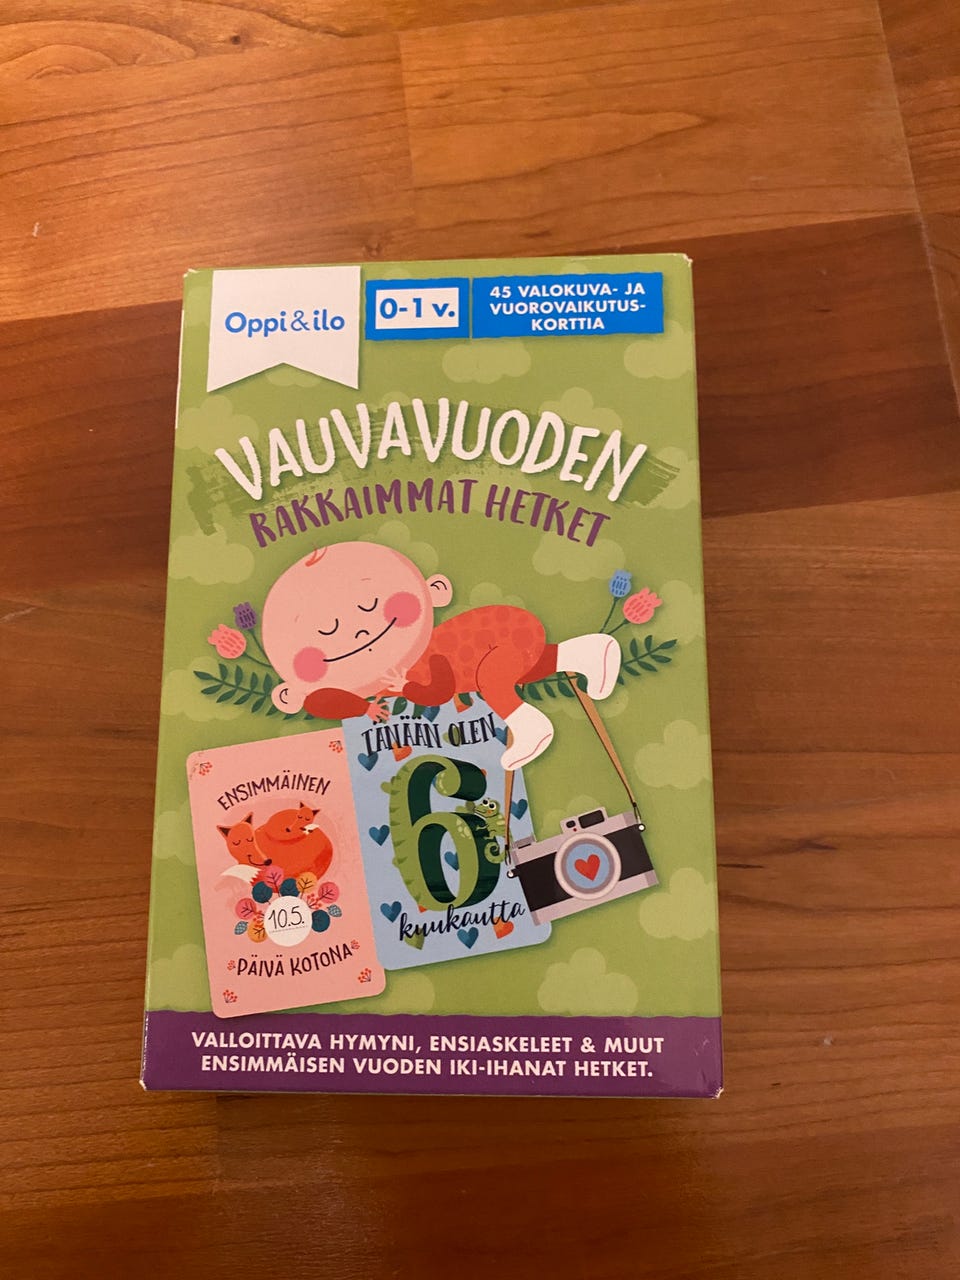 Oppi&ilo
0-1 v.
45 VALOKUVA- JA
VUOROVAIKUTUS-
KORTTIA
VAUVAVUODEN
RAKKAIMMAT HETKET
ENSIMMÄINEN
10.5.
PÄIVÄ KOTONA
TÄNÄÄN OLEN
6
kuukautta
VALLOITTAVA HYMYNI, ENSIASKELEET & MUUT
ENSIMMÄISEN VUODEN IKI-IHANAT HETKET.